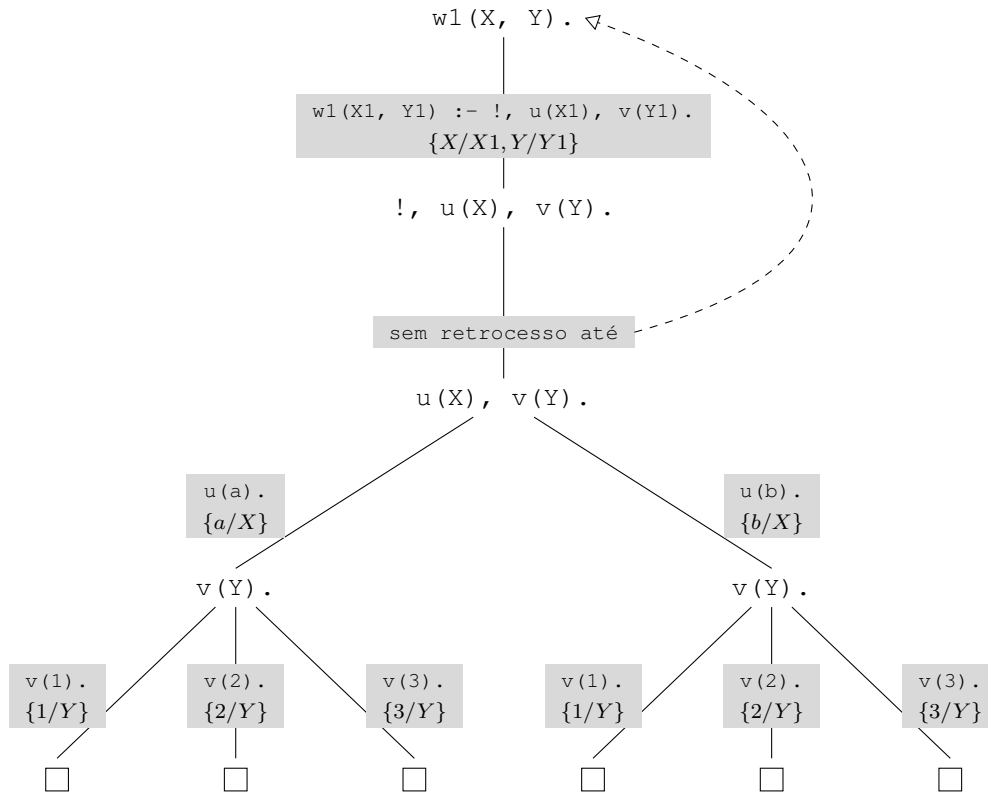 w1(X, Y).
w1(X1, Y1) :- !, u(X1), v(Y1).
{X/X1, Y/Y1}
!, u(X), v(Y).
sem retrocesso até
u(X), v(Y).
u(a).
{a/X}
u(b).
{b/X}
v(Y).
v(Y).
v(1).
{1/Y}
v(2).
{2/Y}
v(3).
{3/Y}
v(1).
{1/Y}
v(2).
{2/Y}
v(3).
{3/Y}